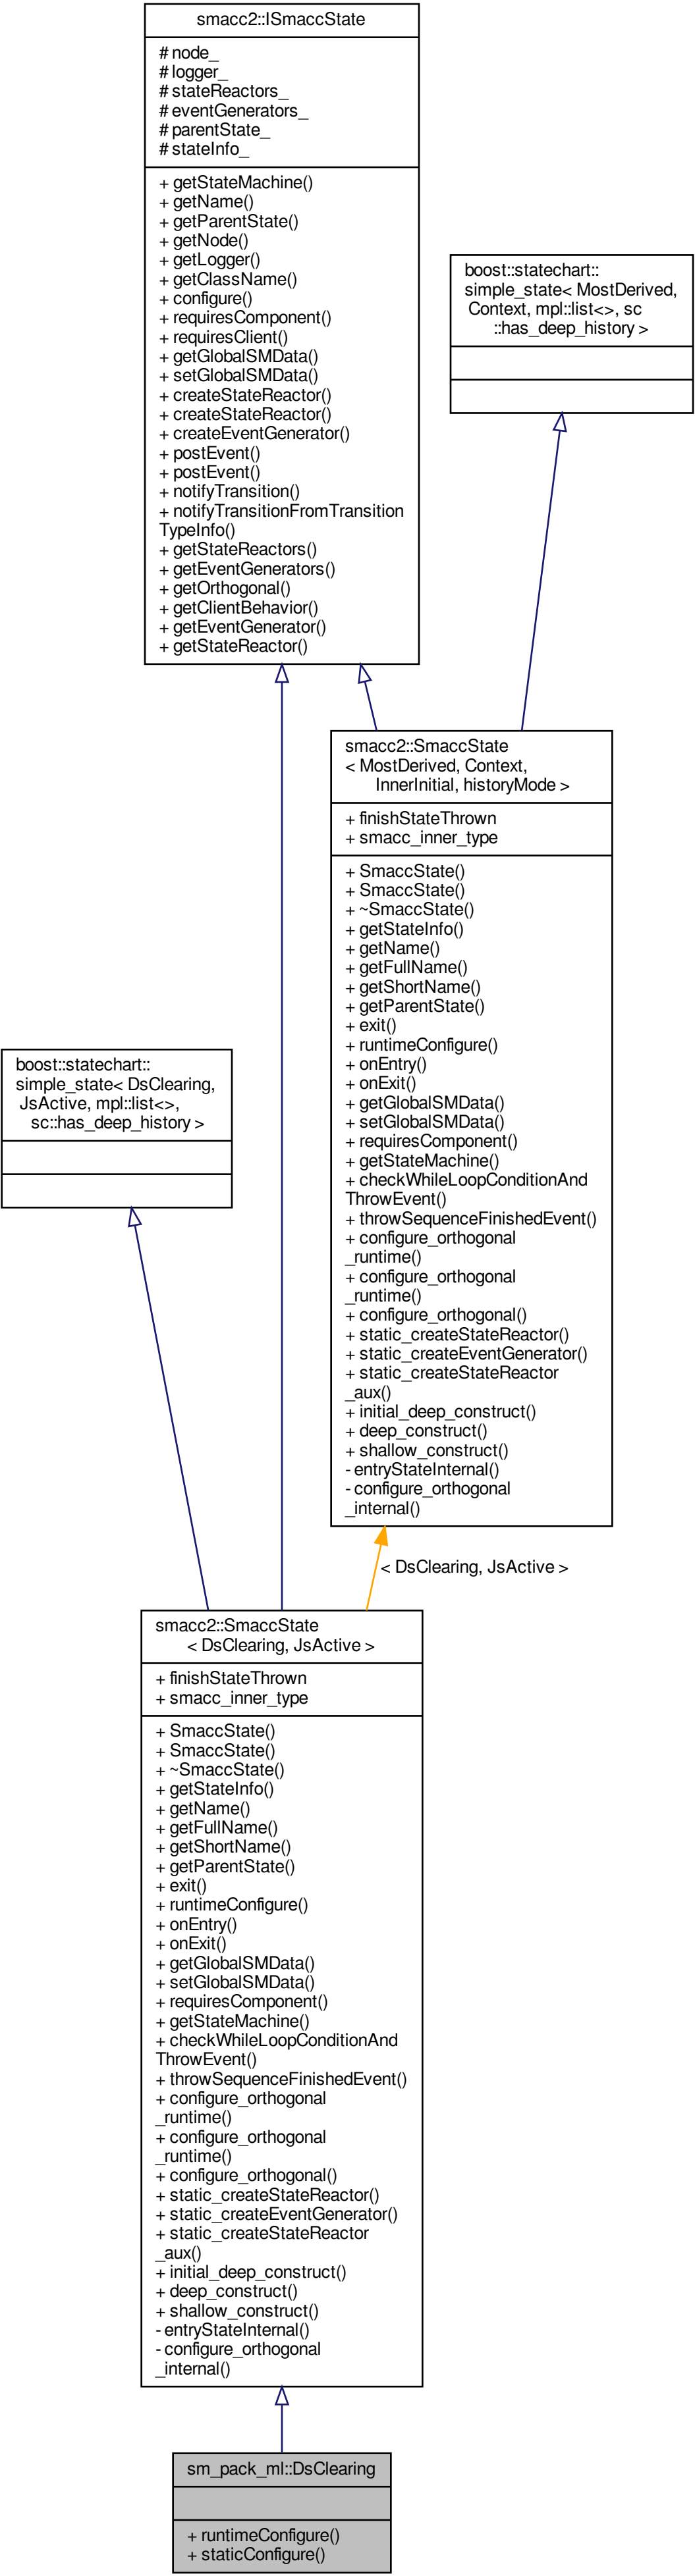 smacc2::ISmaccState
# node_
# logger_
# stateReactors_
# eventGenerators_
# parentState_
# stateInfo_
+ getStateMachine()
+ getName()
+ getParentState()
+ getNode()
+ getLogger()
+ getClassName()
+ configure()
+ requiresComponent()
+ requiresClient()
+ getGlobalSMData()
+ setGlobalSMData()
+ createStateReactor()
+ createStateReactor()
+ createEventGenerator()
+ postEvent()
+ postEvent()
+ notifyTransition()
+ notifyTransitionFromTransition
TypeInfo()
+ getStateReactors()
+ getEventGenerators()
+ getOrthogonal()
+ getClientBehavior()
+ getEventGenerator()
+ getStateReactor()
boost::statechart::
simple_state< MostDerived,
Context, mpl::list<>, sc
::has_deep_history >
smacc2::SmaccState
< MostDerived, Context,
InnerInitial, historyMode >
+ finishStateThrown
+ smacc_inner_type
+ SmaccState()
+ SmaccState()
+ ~SmaccState()
+ getStateInfo()
+ getName()
+ getFullName()
+ getShortName()
+ getParentState()
+ exit()
+ runtimeConfigure()
+ onEntry()
+ onExit()
+ getGlobalSMData()
+ setGlobalSMData()
+ requiresComponent()
+ getStateMachine()
+ checkWhileLoopConditionAnd
ThrowEvent()
+ throwSequenceFinishedEvent()
+ configure_orthogonal
_runtime()
+ configure_orthogonal
_runtime()
+ configure_orthogonal()
+ static_createStateReactor()
+ static_createEventGenerator()
+ static_createStateReactor
_aux()
+ initial_deep_construct()
+ deep_construct()
+ shallow_construct()
- entryStateInternal()
- configure_orthogonal
_internal()
boost::statechart::
simple_state< DsClearing,
JsActive, mpl::list<>,
sc::has_deep_history >
< DsClearing, JsActive >
smacc2::SmaccState
< DsClearing, JsActive >
+ finishStateThrown
+ smacc_inner_type
+ SmaccState()
+ SmaccState()
+ ~SmaccState()
+ getStateInfo()
+ getName()
+ getFullName()
+ getShortName()
+ getParentState()
+ exit()
+ runtimeConfigure()
+ onEntry()
+ onExit()
+ getGlobalSMData()
+ setGlobalSMData()
+ requiresComponent()
+ getStateMachine()
+ checkWhileLoopConditionAnd
ThrowEvent()
+ throwSequenceFinishedEvent()
+ configure_orthogonal
_runtime()
+ configure_orthogonal
_runtime()
+ configure_orthogonal()
+ static_createStateReactor()
+ static_createEventGenerator()
+ static_createStateReactor
_aux()
+ initial_deep_construct()
+ deep_construct()
+ shallow_construct()
- entryStateInternal()
- configure_orthogonal
_internal()
sm_pack_ml::DsClearing
+ runtimeConfigure()
+ staticConfigure()